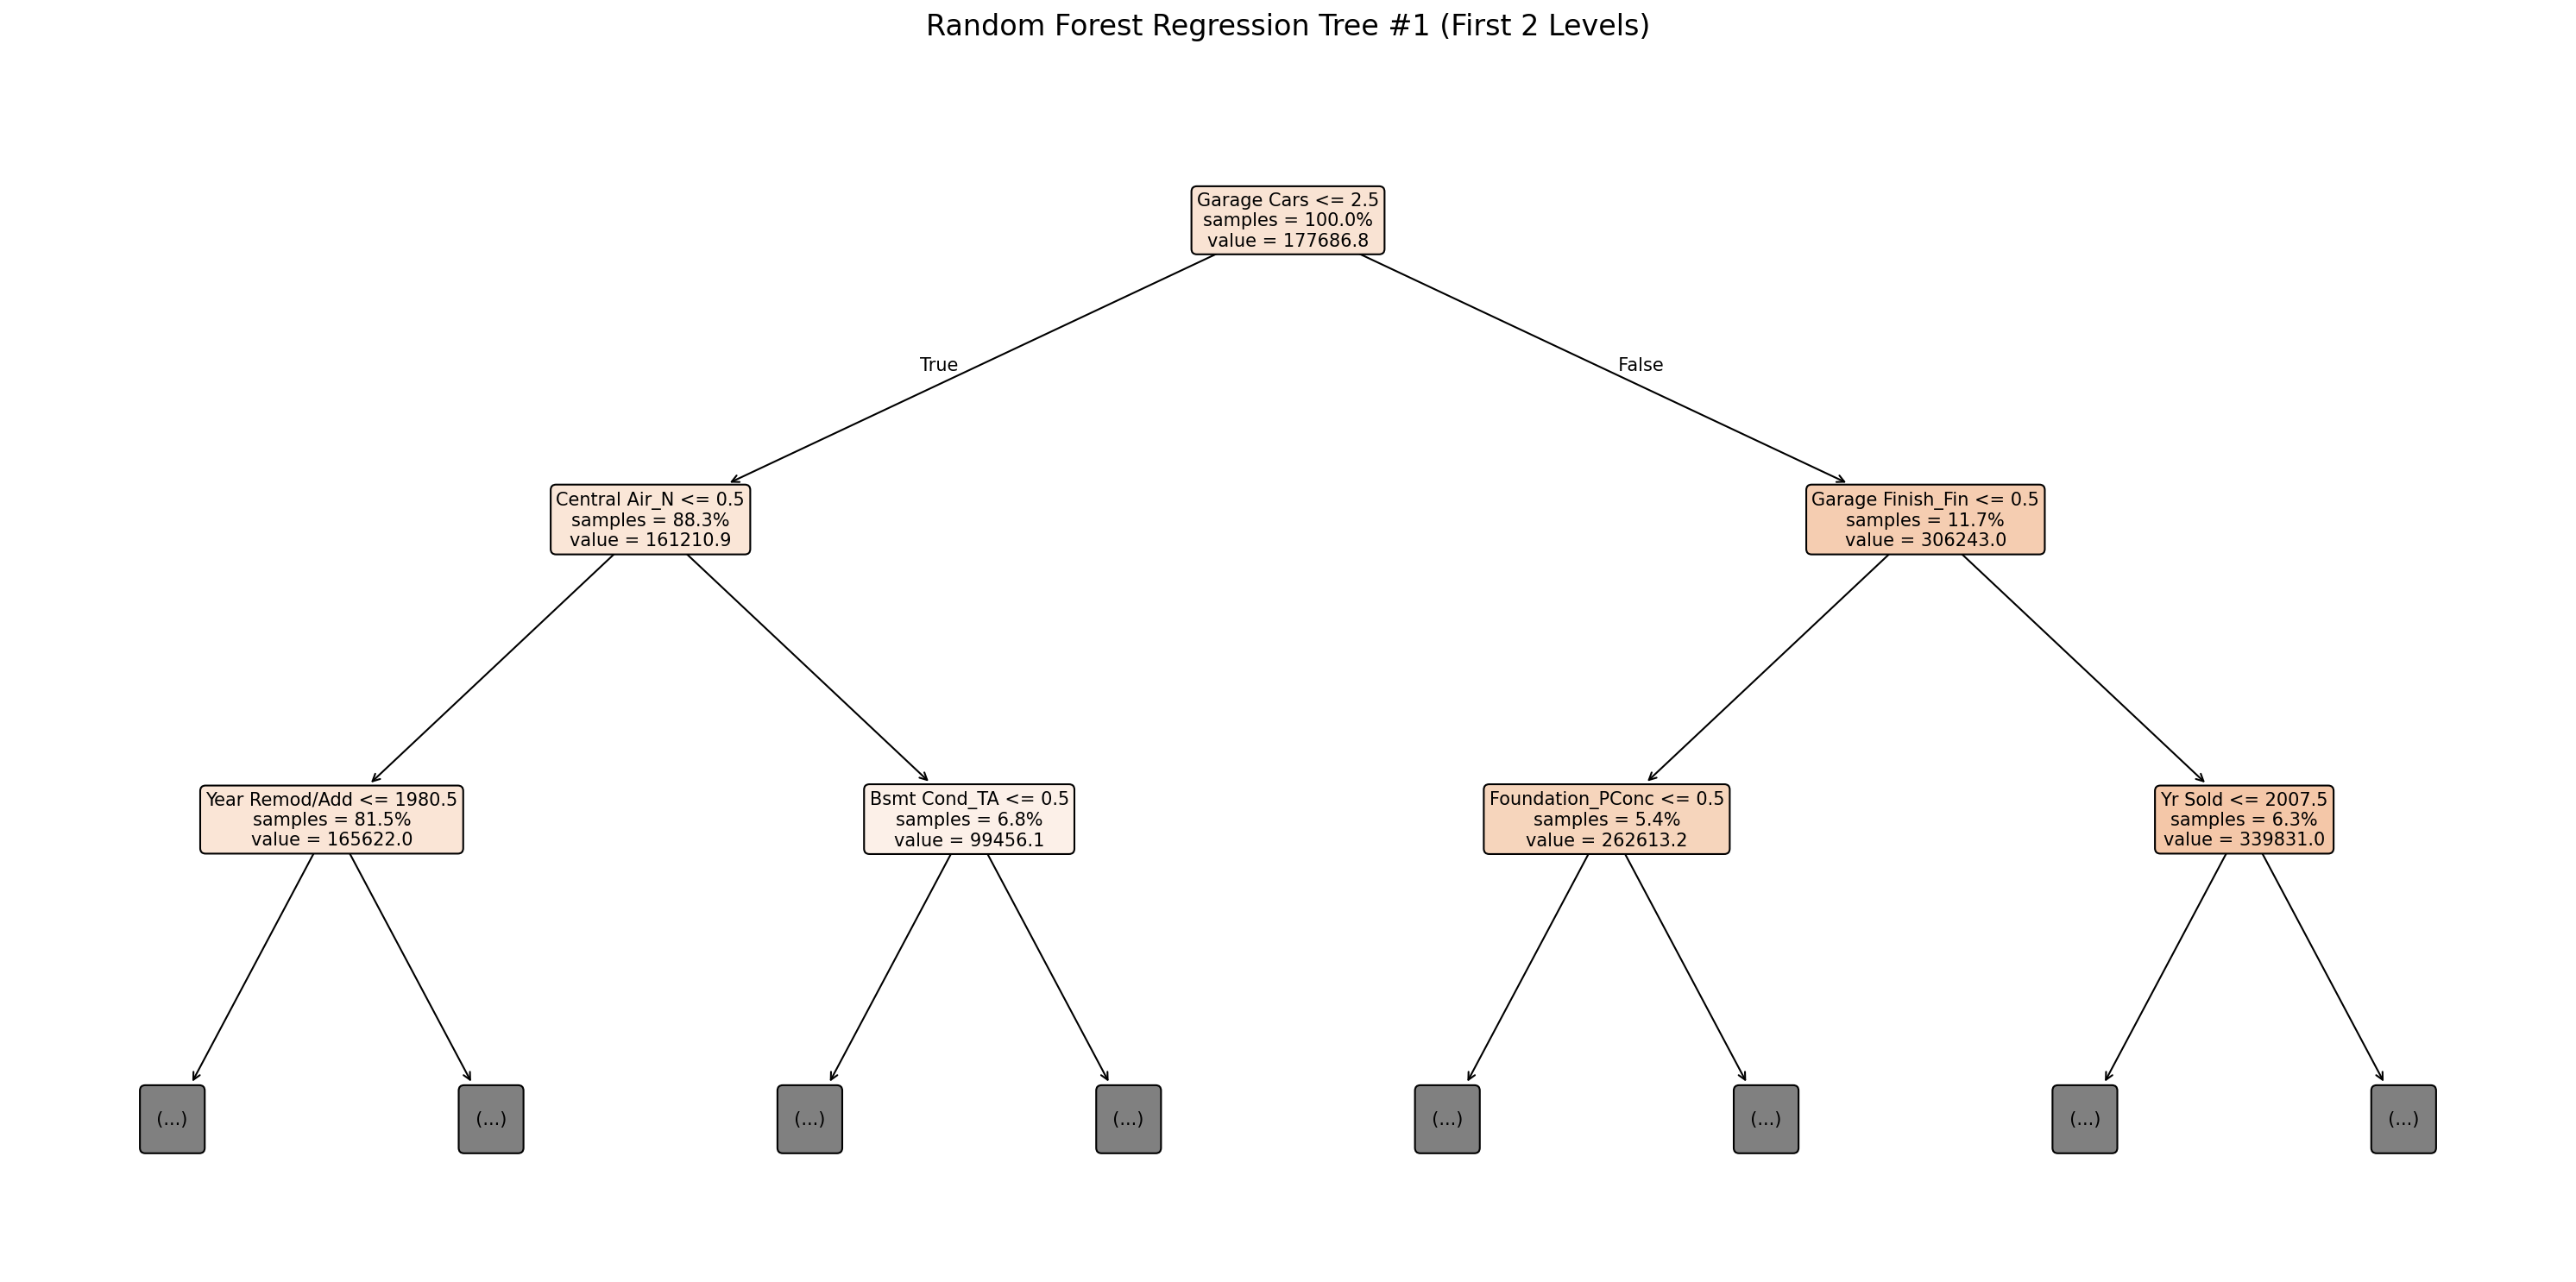 Random Forest Regression Tree #1 (First 2 Levels)
Garage Cars <= 2.5
samples = 100.0%
value = 177686.8
True
False
Central Air_N <= 0.5
samples = 88.3%
value = 161210.9
Garage Finish_Fin <= 0.5
samples = 11.7%
value = 306243.0
Year Remod/Add <= 1980.5
samples = 81.5%
value = 165622.0
Bsmt Cond_TA <= 0.5
samples = 6.8%
value = 99456.1
Foundation_PConc <= 0.5
samples = 5.4%
value = 262613.2
Yr Sold <= 2007.5
samples = 6.3%
value = 339831.0
(...)
(...)
(...)
(...)
(...)
(...)
(...)
(...)